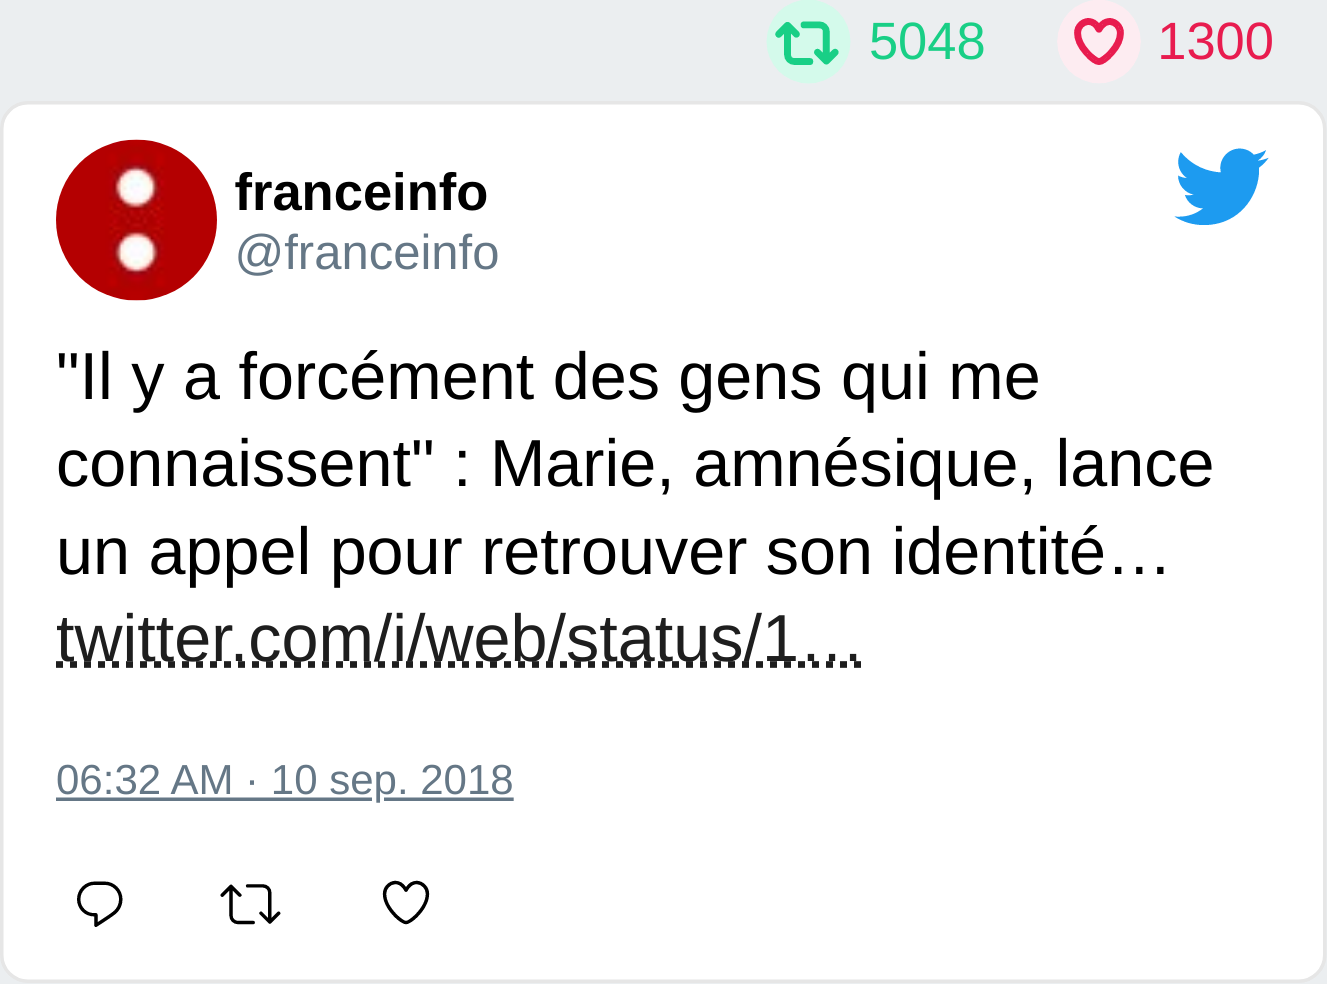 5048 1300
franceinfo
@franceinfo
"Il y a forcément des gens qui me
connaissent" : Marie, amnésique, lance
un appel pour retrouver son identité…
twitter.com/i/web/status/1…
06:32 AM · 10 sep. 2018